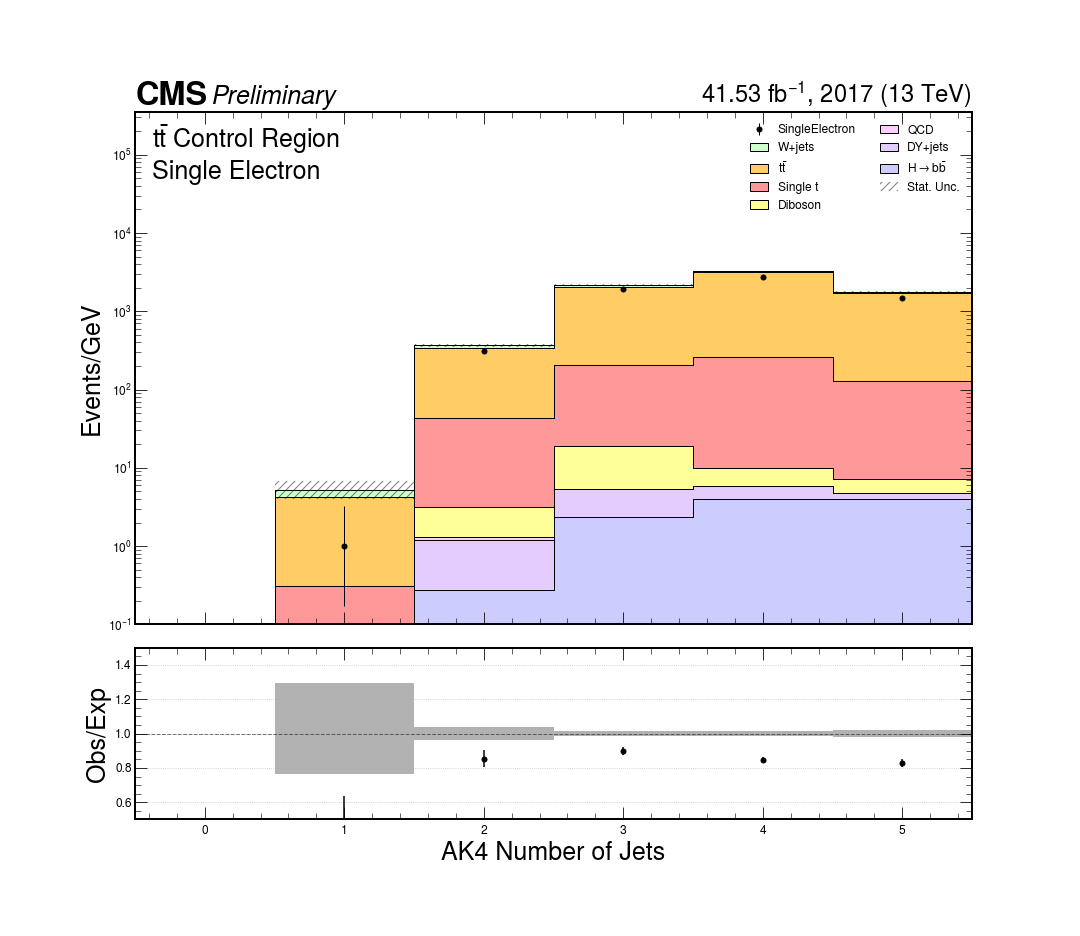 CMS Preliminary
41.53 fb⁻¹, 2017 (13 TeV)
tt̄ Control Region
Single Electron
SingleElectron
W+jets
tt̄
Single t
Diboson
QCD
DY+jets
H→bb̄
Stat. Unc.
Events/GeV
10⁵
10⁴
10³
10²
10¹
10⁰
10⁻¹
Obs/Exp
1.4
1.2
1.0
0.8
0.6
0 1 2 3 4 5
AK4 Number of Jets